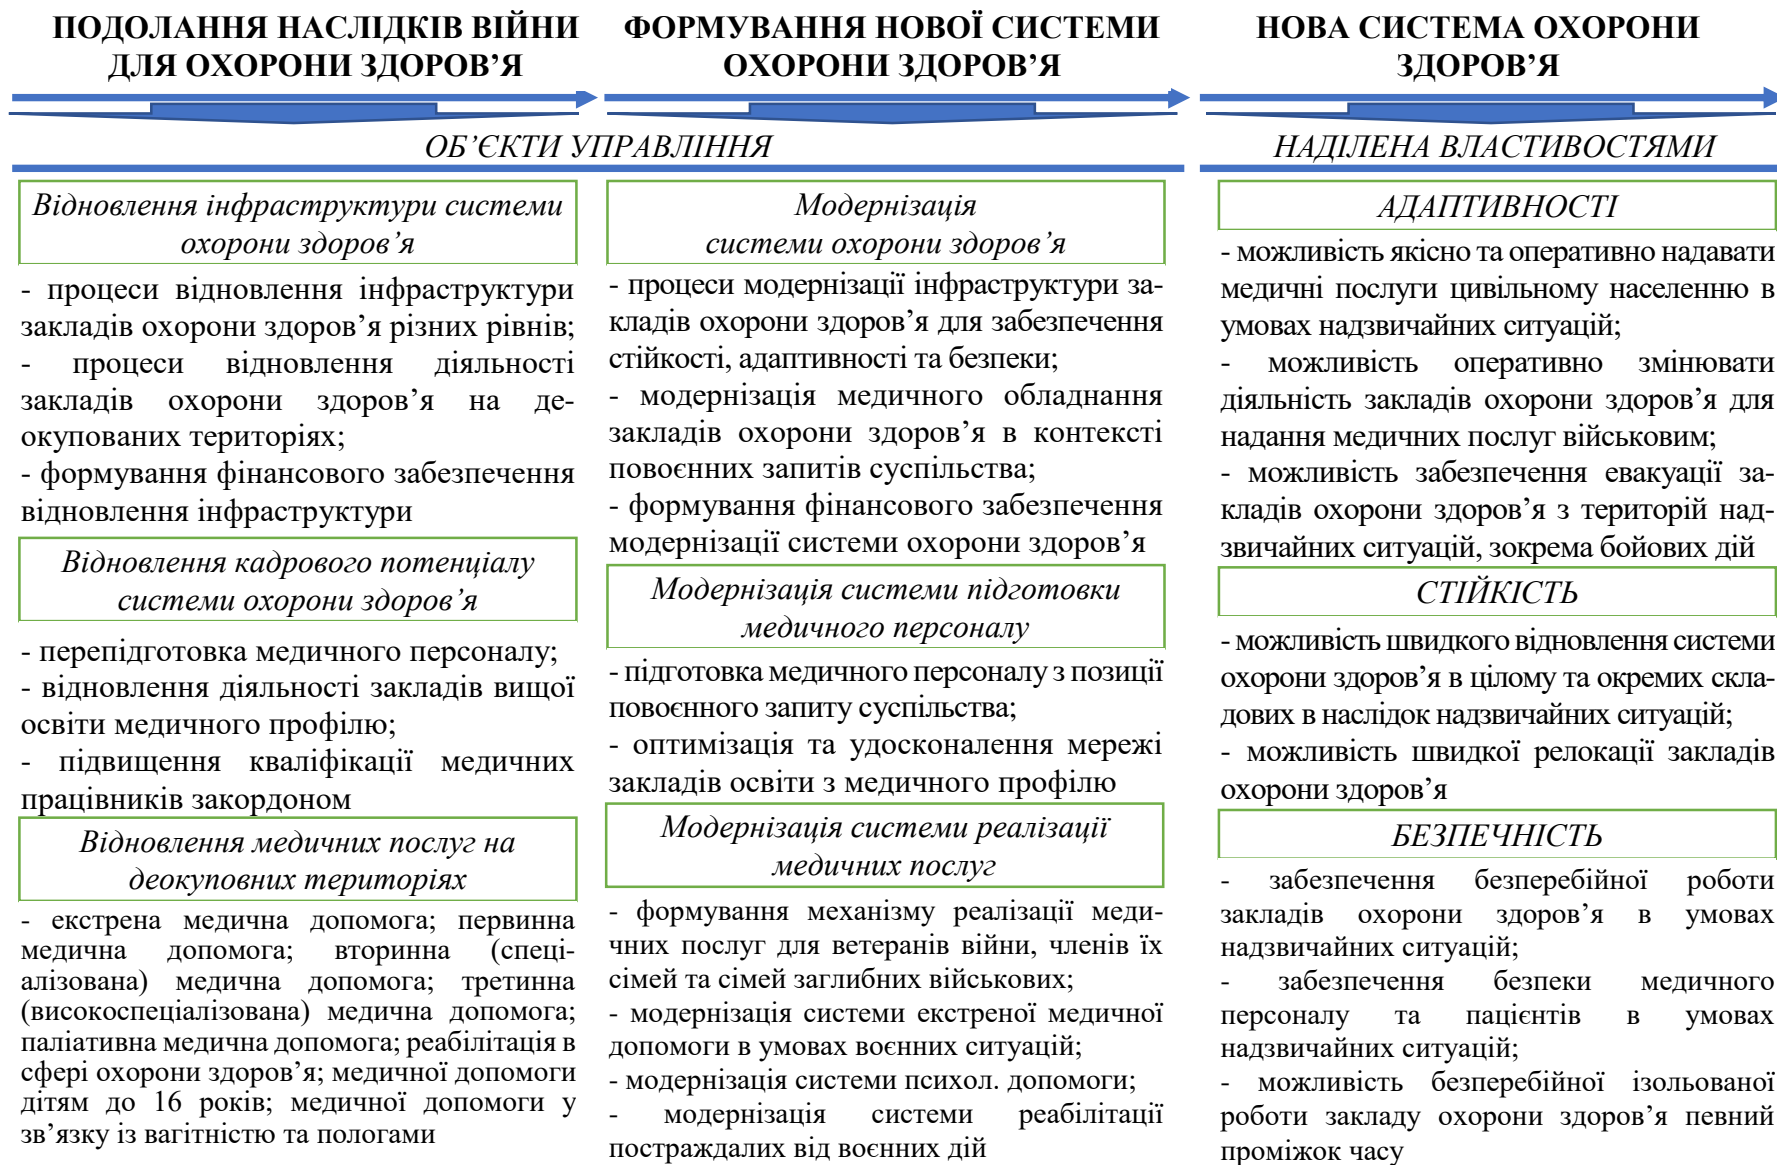 ПОДОЛАННЯ НАСЛІДКІВ ВІЙНИ
ДЛЯ ОХОРОНИ ЗДОРОВ’Я
ФОРМУВАННЯ НОВОЇ СИСТЕМИ
ОХОРОНИ ЗДОРОВ’Я
НОВА СИСТЕМА ОХОРОНИ
ЗДОРОВ’Я
ОБ’ЄКТИ УПРАВЛІННЯ
НАДІЛЕНА ВЛАСТИВОСТЯМИ
Відновлення інфраструктури системи
охорони здоров’я
- процеси відновлення інфраструктури
закладів охорони здоров’я різних рівнів;
- процеси відновлення діяльності
закладів охорони здоров’я на де-
окупованих територіях;
- формування фінансового забезпечення
відновлення інфраструктури
Відновлення кадрового потенціалу
системи охорони здоров’я
- перепідготовка медичного персоналу;
- відновлення діяльності закладів вищої
освіти медичного профілю;
- підвищення кваліфікації медичних
працівників закордоном
Відновлення медичних послуг на
деокуповних територіях
- екстрена медична допомога; первинна
медична допомога; вторинна (спеці-
алізована) медична допомога; третинна
(високоспеціалізована) медична допомога;
паліативна медична допомога; реабілітація в
сфері охорони здоров’я; медичної допомоги
дітям до 16 років; медичної допомоги у
зв’язку із вагітністю та пологами
Модернізація
системи охорони здоров’я
- процеси модернізації інфраструктури за-
кладів охорони здоров’я для забезпечення
стійкості, адаптивності та безпеки;
- модернізація медичного обладнання
закладів охорони здоров’я в контексті
повоєнних запитів суспільства;
- формування фінансового забезпечення
модернізації системи охорони здоров’я
Модернізація системи підготовки
медичного персоналу
- підготовка медичного персоналу з позиції
повоєнного запиту суспільства;
- оптимізація та удосконалення мережі
закладів освіти з медичного профілю
Модернізація системи реалізації
медичних послуг
- формування механізму реалізації меди-
чних послуг для ветеранів війни, членів їх
сімей та сімей заглибних військових;
- модернізація системи екстреної медичної
допомоги в умовах воєнних ситуацій;
- модернізація системи психол. допомоги;
- модернізація системи реабілітації
постраждалих від воєнних дій
АДАПТИВНОСТІ
- можливість якісно та оперативно надавати
медичні послуги цивільному населенню в
умовах надзвичайних ситуацій;
- можливість оперативно змінювати
діяльність закладів охорони здоров’я для
надання медичних послуг військовим;
- можливість забезпечення евакуації за-
кладів охорони здоров’я з територій над-
звичайних ситуацій, зокрема бойових дій
СТІЙКІСТЬ
- можливість швидкого відновлення системи
охорони здоров’я в цілому та окремих скла-
дових в наслідок надзвичайних ситуацій;
- можливість швидкої релокації закладів
охорони здоров’я
БЕЗПЕЧНІСТЬ
- забезпечення безперебійної роботи
закладів охорони здоров’я в умовах
надзвичайних ситуацій;
- забезпечення безпеки медичного
персоналу та пацієнтів в умовах
надзвичайних ситуацій;
- можливість безперебійної ізольованої
роботи закладу охорони здоров’я певний
проміжок часу